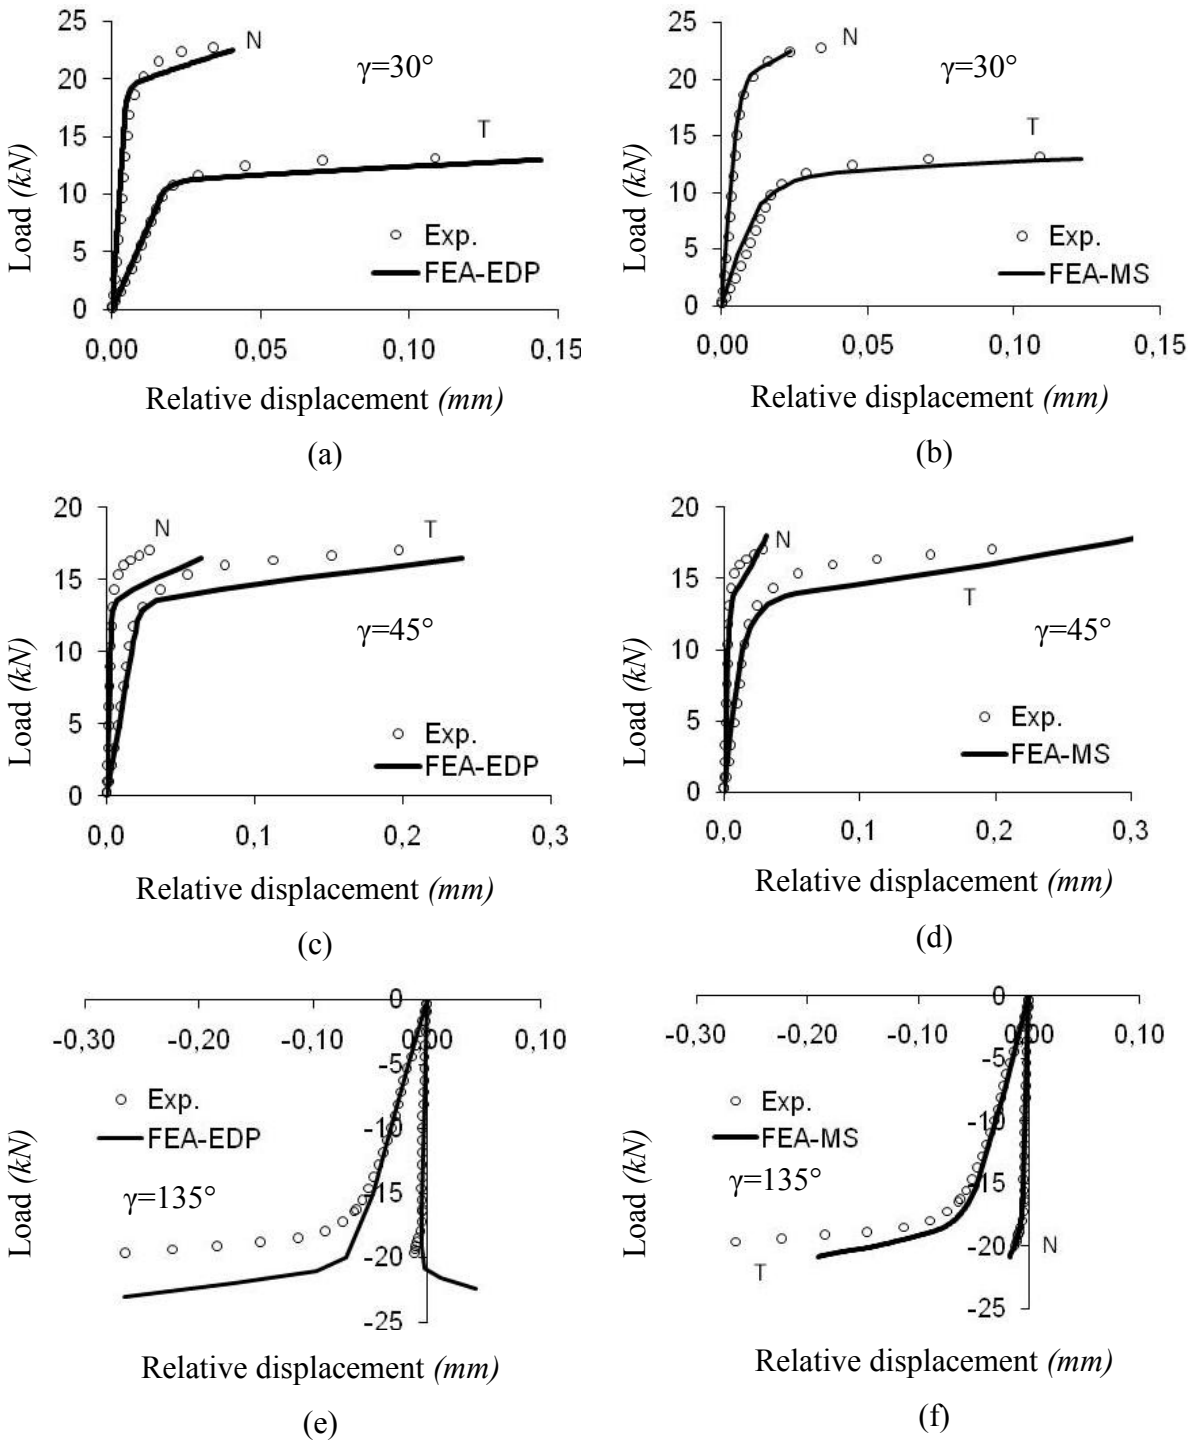 25
20
15
10
5
0
Load (kN)
N
γ=30°
T
Exp.
FEA-EDP
0,00 0,05 0,10 0,15
Relative displacement (mm)
(a)
25
20
15
10
5
0
Load (kN)
N
γ=30°
T
Exp.
FEA-MS
0,00 0,05 0,10 0,15
Relative displacement (mm)
(b)
20
15
10
5
0
Load (kN)
N
T
γ=45°
Exp.
FEA-EDP
0,0 0,1 0,2 0,3
Relative displacement (mm)
(c)
20
15
10
5
0
Load (kN)
N
T
γ=45°
Exp.
FEA-MS
0,0 0,1 0,2 0,3
Relative displacement (mm)
(d)
0
-0,30 -0,20 -0,10 0,00 0,10
-5
-10
-15
-20
-25
Exp.
FEA-EDP
γ=135°
Load (kN)
Relative displacement (mm)
(e)
0
-0,30 -0,20 -0,10 0,00 0,10
-5
-10
-15
-20
-25
Exp.
FEA-MS
γ=135°
N
T
Load (kN)
Relative displacement (mm)
(f)